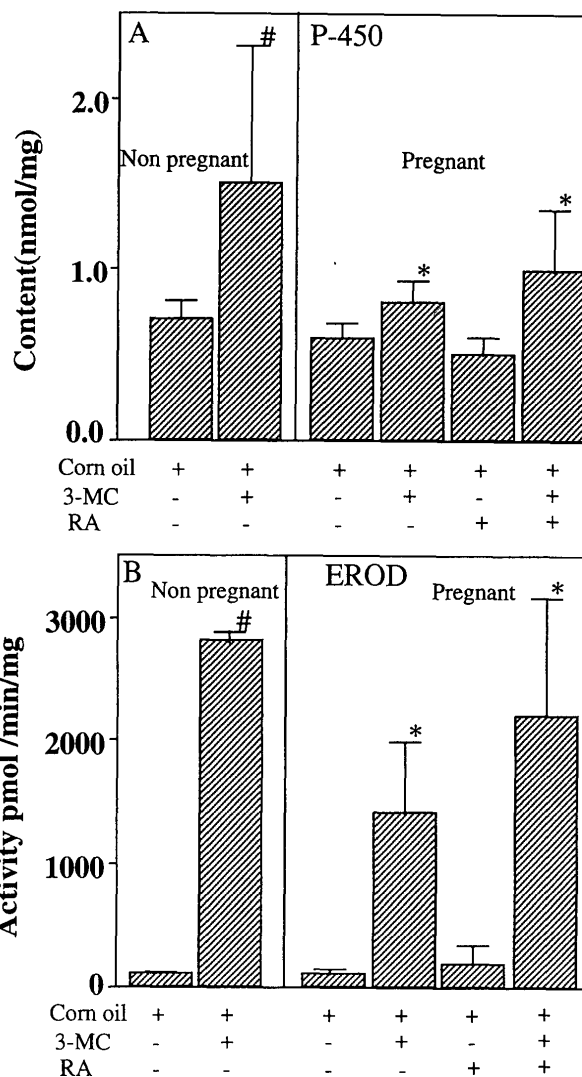 A
P-450
#
2.0
Non pregnant
Pregnant
*
*
1.0
0.0
Content(nmol/mg)
Corn oil + + + + + +
3-MC - + - + - +
RA - - - - + +
B
EROD
Non pregnant
Pregnant
#
*
*
3000
2000
1000
0
Activity pmol /min/mg
Corn oil + + + + + +
3-MC - + - + - +
RA - - - - + +